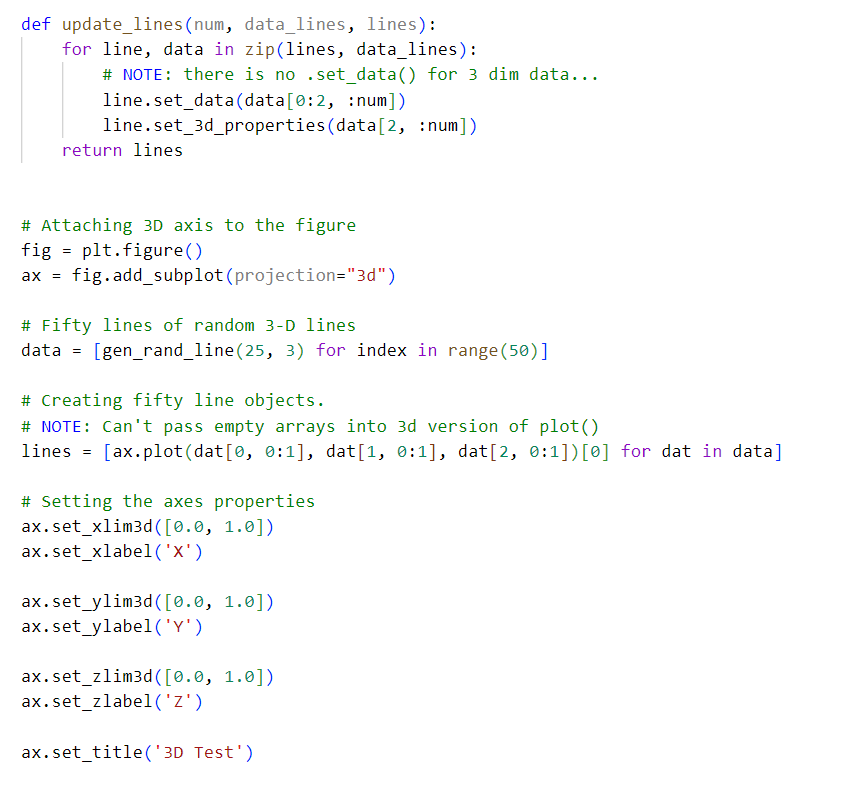 def update_lines(num, data_lines, lines):
    for line, data in zip(lines, data_lines):
        # NOTE: there is no .set_data() for 3 dim data...
        line.set_data(data[0:2, :num])
        line.set_3d_properties(data[2, :num])
    return lines


# Attaching 3D axis to the figure
fig = plt.figure()
ax = fig.add_subplot(projection="3d")

# Fifty lines of random 3-D lines
data = [gen_rand_line(25, 3) for index in range(50)]

# Creating fifty line objects.
# NOTE: Can't pass empty arrays into 3d version of plot()
lines = [ax.plot(dat[0, 0:1], dat[1, 0:1], dat[2, 0:1])[0] for dat in data]

# Setting the axes properties
ax.set_xlim3d([0.0, 1.0])
ax.set_xlabel('X')

ax.set_ylim3d([0.0, 1.0])
ax.set_ylabel('Y')

ax.set_zlim3d([0.0, 1.0])
ax.set_zlabel('Z')

ax.set_title('3D Test')